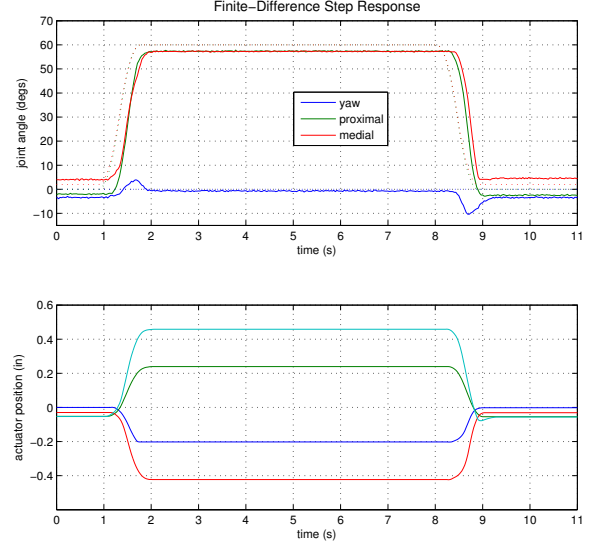 Finite-Difference Step Response
joint angle (degs)
70
60
50
40
30
20
10
0
-10
yaw
proximal
medial
0 1 2 3 4 5 6 7 8 9 10 11
time (s)
actuator position (in)
0.6
0.4
0.2
0
-0.2
-0.4
0 1 2 3 4 5 6 7 8 9 10 11
time (s)